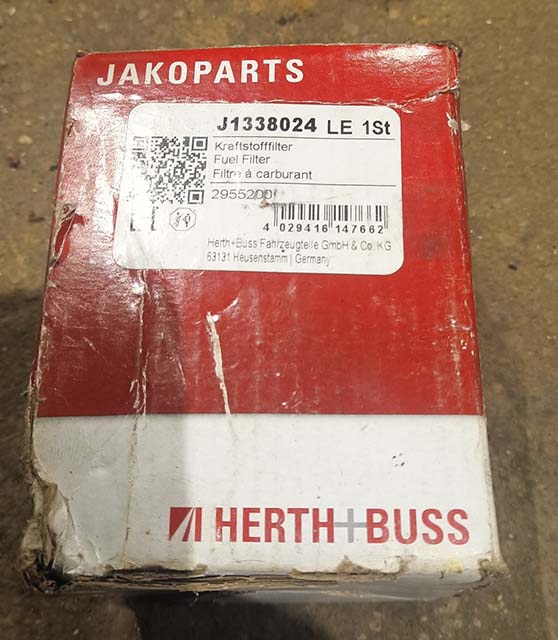 JAKOPARTS
J1338024 LE 1St
Kraftstofffilter
Fuel Filter
Filtre á carburant
4 029416 147662
Herth+Buss Fahrzeugteile GmbH & Co. KG
63131 Heusenstamm | Germany
HERTH+BUSS